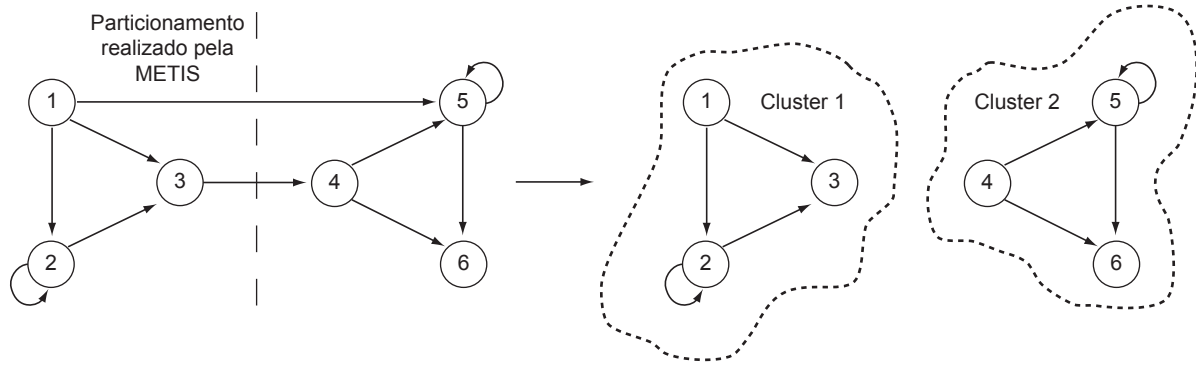 Particionamento
realizado pela
METIS
1
5
3
4
2
6
1
Cluster 1
3
2
Cluster 2
5
4
6